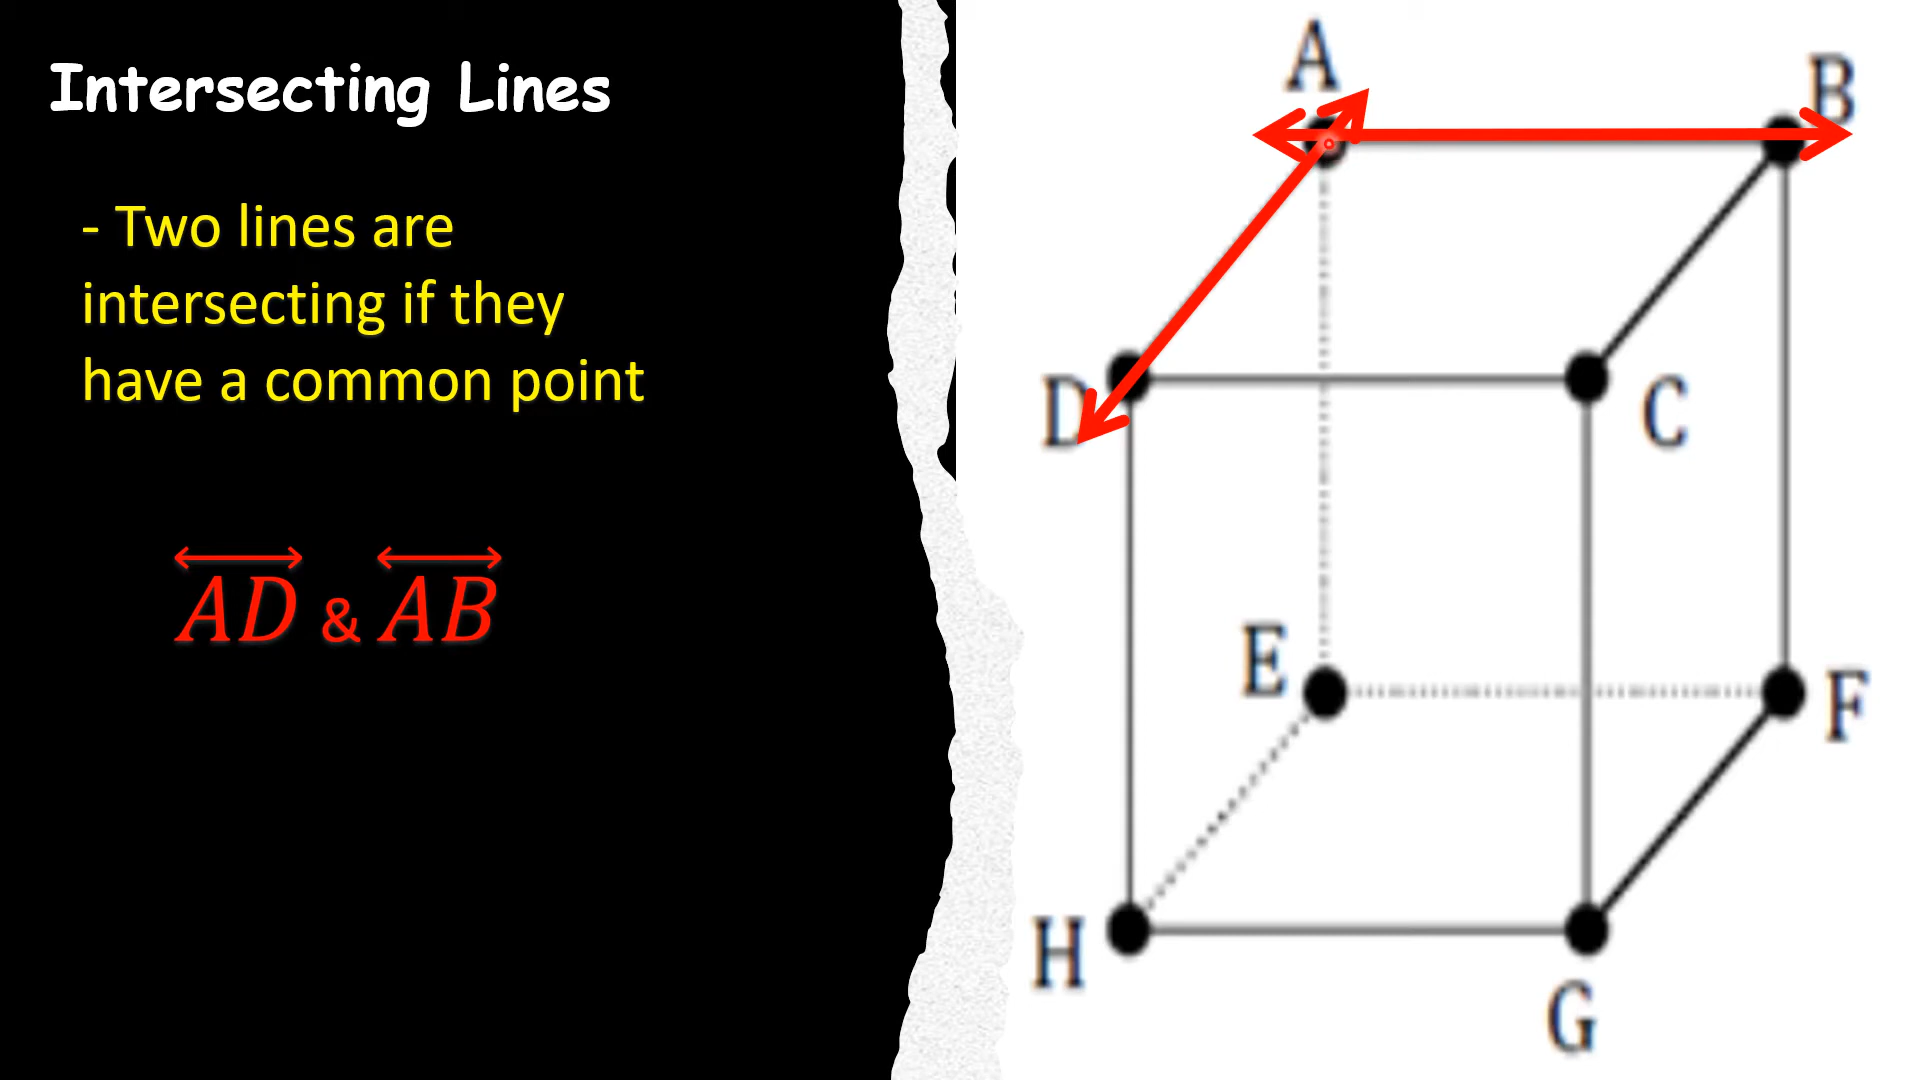 Intersecting Lines
- Two lines are
intersecting if they
have a common point
AD & AB
A
B
D
C
E
F
H
G